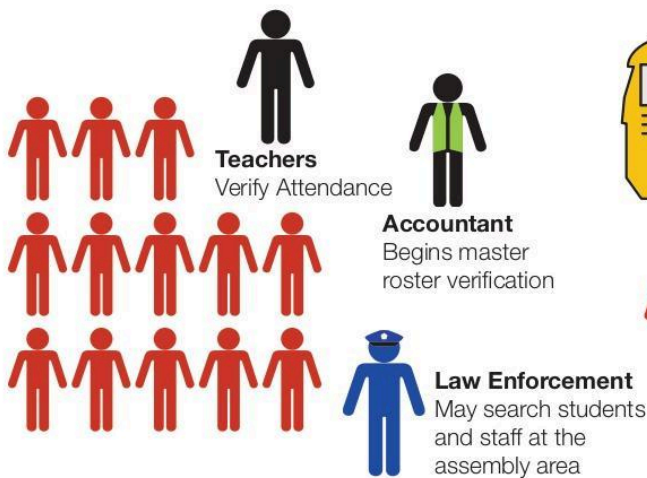 Teachers
Verify Attendance
Accountant
Begins master
roster verification
Law Enforcement
May search students
and staff at the
assembly area